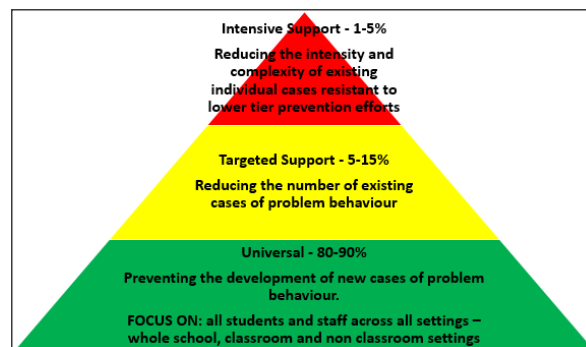 Intensive Support - 1-5%
Reducing the intensity and
complexity of existing
individual cases resistant to
lower tier prevention efforts
Targeted Support - 5-15%
Reducing the number of existing
cases of problem behaviour
Universal - 80-90%
Preventing the development of new cases of problem
behaviour.
FOCUS ON: all students and staff across all settings –
whole school, classroom and non classroom settings